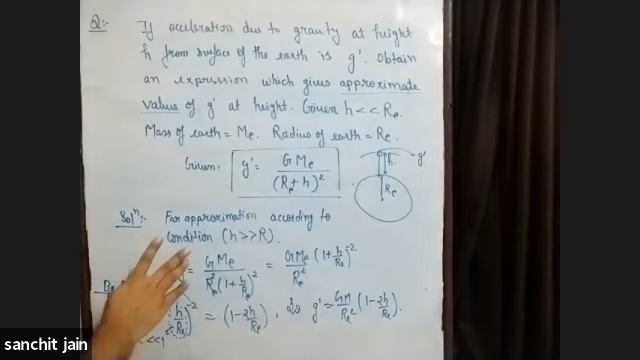 Q:-
If acceleration due to gravity at height
h from surface of the earth is g'. Obtain
an expression which gives approximate
value of g' at height. Given h << Re.
Mass of earth = Me. Radius of earth = Re.
Given: g' = GMe / (Re + h)²
h
g'
Re
Solⁿ:- For approximation according to
Condition (h >> R).
= GMe / Re² (1 + h/Re)² = GMe / Re² (1 + h/Re)⁻²
h/Re)⁻² = (1 - 2h/Re), So g' = GM/Re² (1 - 2h/Re).
<< 1
sanchit jain